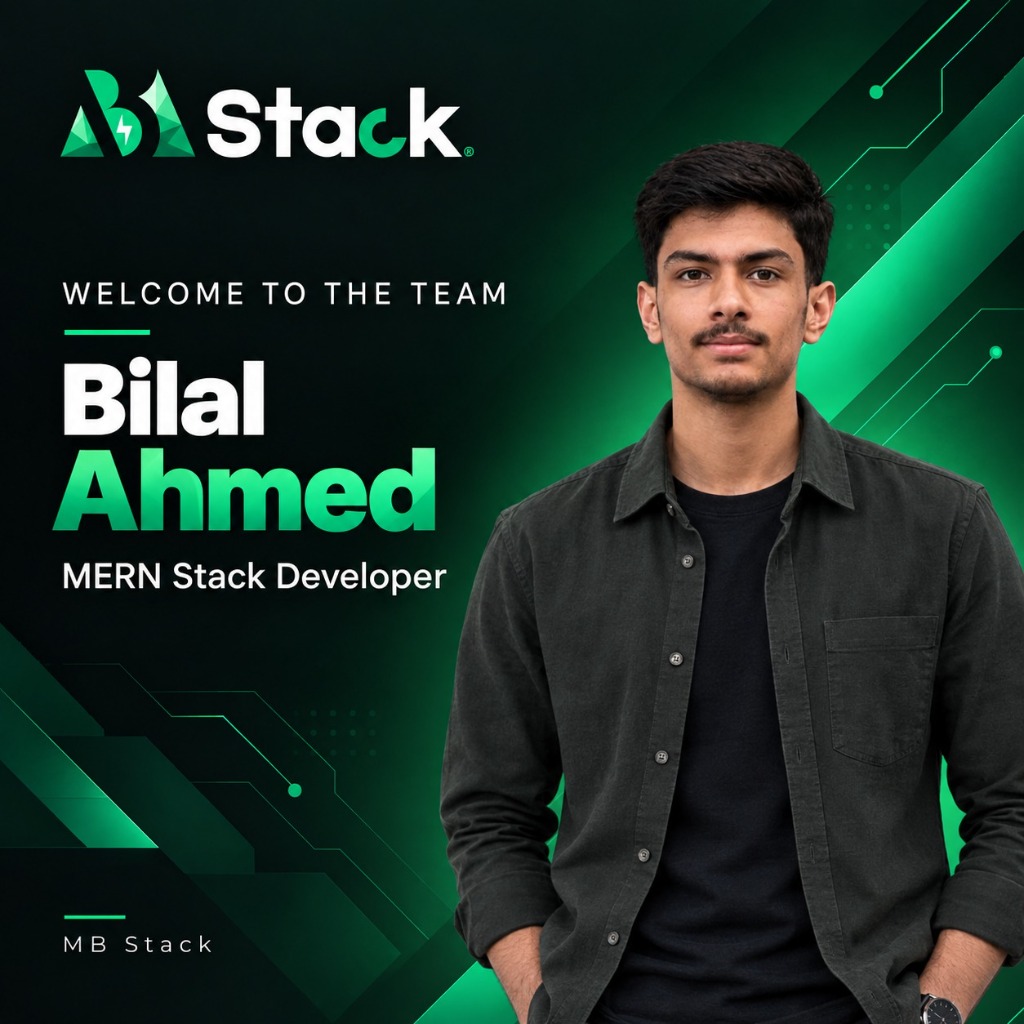 Stack®
WELCOME TO THE TEAM
Bilal
Ahmed
MERN Stack Developer
MB Stack